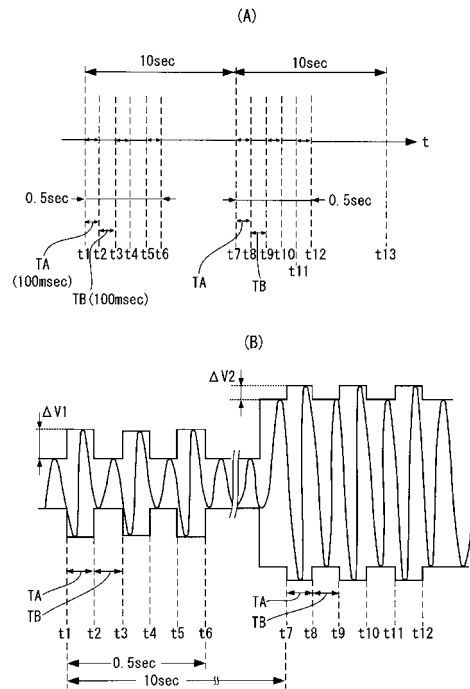 (A)
10sec 10sec
t
0.5sec 0.5sec
t1 t2 t3 t4 t5 t6 t7 t8 t9 t10 t12 t13
t11
TA
(100msec)
TB(100msec)
TA
TB
(B)
ΔV2
ΔV1
TA
TB
TA
TB
t1 t2 t3 t4 t5 t6 t7 t8 t9 t10 t11 t12
0.5sec
10sec